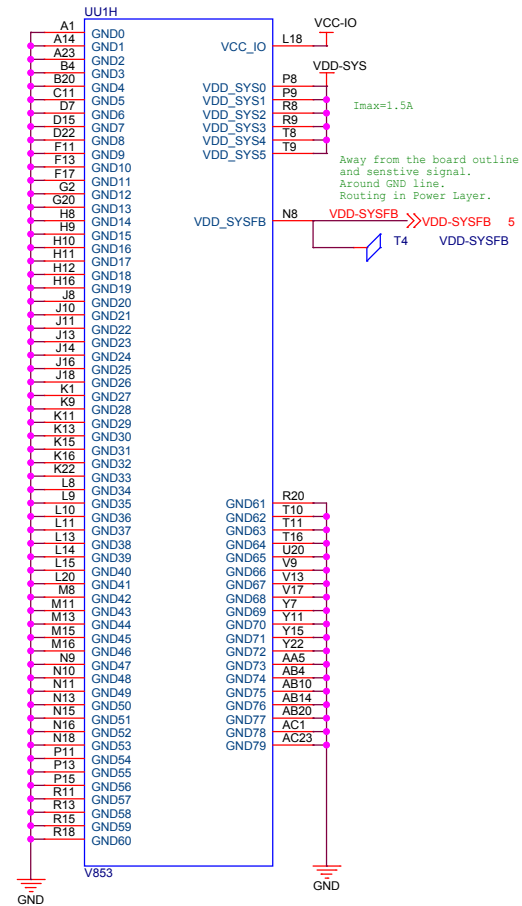 UU1H
A1 GND0
A14 GND1
A23 GND2
B4 GND3
B20 GND4
C11 GND5
D7 GND6
D15 GND7
D22 GND8
F11 GND9
F13 GND10
F17 GND11
G2 GND12
G20 GND13
H8 GND14
H9 GND15
H10 GND16
H11 GND17
H12 GND18
H16 GND19
J8 GND20
J10 GND21
J11 GND22
J13 GND23
J14 GND24
J16 GND25
J18 GND26
K1 GND27
K9 GND28
K11 GND29
K13 GND30
K15 GND31
K16 GND32
K22 GND33
L8 GND34
L9 GND35
L10 GND36
L11 GND37
L13 GND38
L14 GND39
L15 GND40
L20 GND41
M8 GND42
M11 GND43
M13 GND44
M15 GND45
M16 GND46
N9 GND47
N10 GND48
N11 GND49
N13 GND50
N15 GND51
N16 GND52
N18 GND53
P11 GND54
P13 GND55
P15 GND56
R11 GND57
R13 GND58
R15 GND59
R18 GND60
GND
VCC-IO
VCC_IO L18
VDD-SYS
VDD_SYS0 P8
VDD_SYS1 P9
VDD_SYS2 R8
VDD_SYS3 R9
VDD_SYS4 T8
VDD_SYS5 T9
Imax=1.5A
Away from the board outline
and senstive signal.
Around GND line.
Routing in Power Layer.
VDD_SYSFB N8 VDD-SYSFB VDD-SYSFB 5
T4 VDD-SYSFB
GND61 R20
GND62 T10
GND63 T11
GND64 T16
GND65 U20
GND66 V9
GND67 V13
GND68 V17
GND69 Y7
GND70 Y11
GND71 Y15
GND72 Y22
GND73 AA5
GND74 AB4
GND75 AB10
GND76 AB14
GND77 AB20
GND78 AC1
GND79 AC23
GND
V853